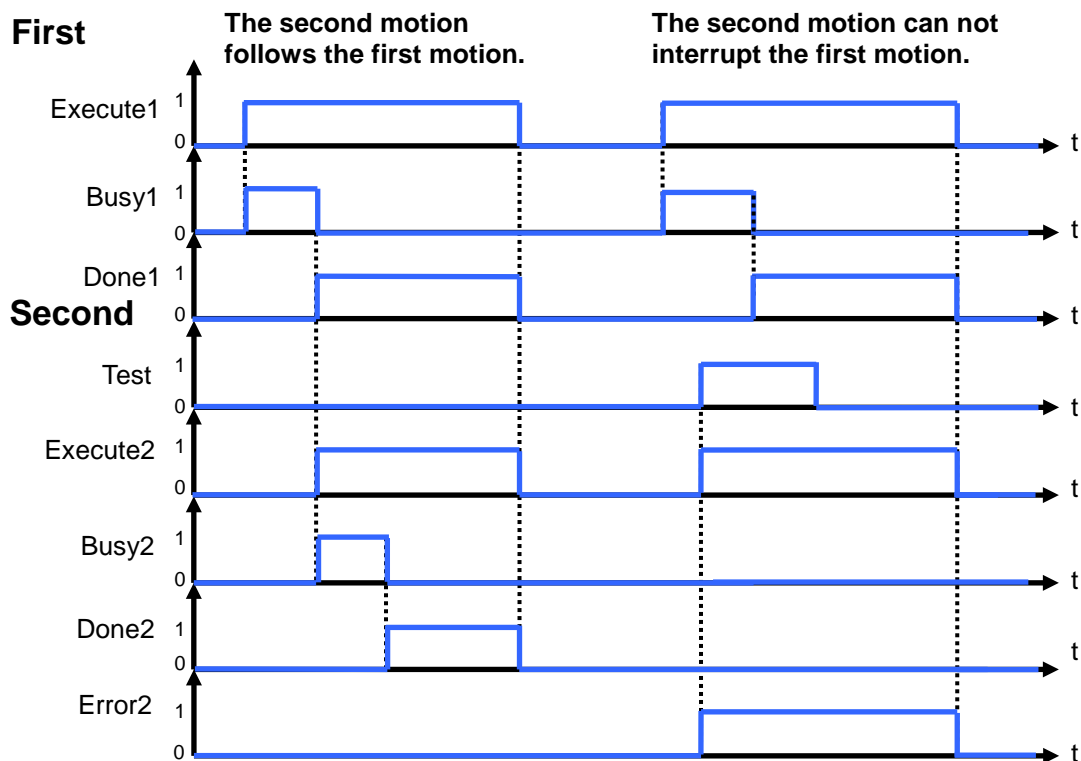 First
The second motion
follows the first motion.
The second motion can not
interrupt the first motion.
Execute1
1
0
t
Busy1
1
0
t
Done1
1
0
t
Second
Test
1
0
t
Execute2
1
0
t
Busy2
1
0
t
Done2
1
0
t
Error2
1
0
t